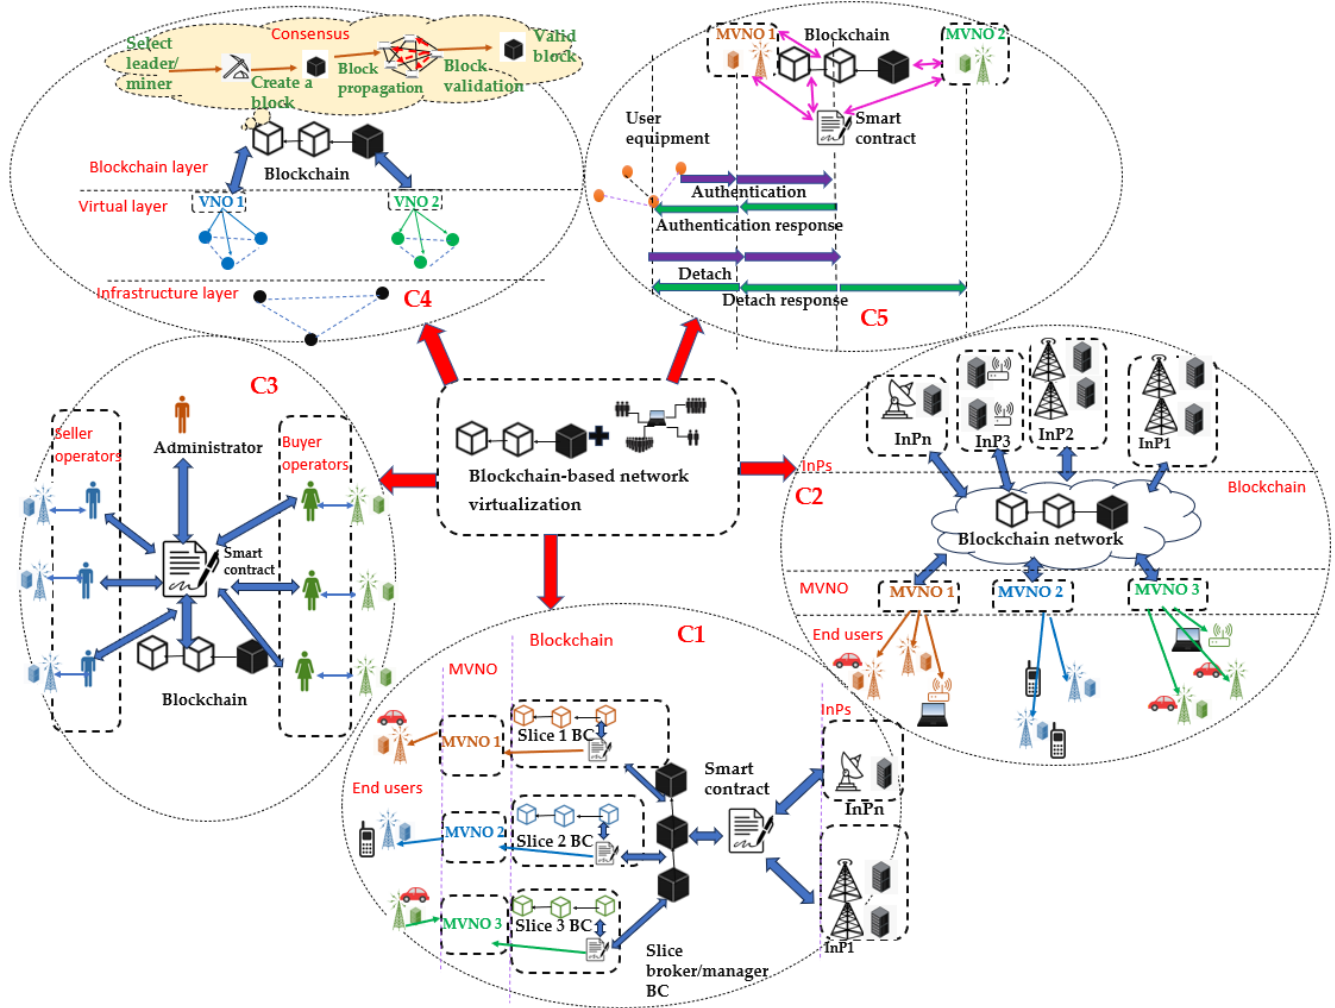 Consensus
Select
leader/
miner
Create a
block
Block
propagation
Block
validation
Valid
block
Blockchain layer
Blockchain
Virtual layer
VNO 1
VNO 2
Infrastructure layer
C4
MVNO 1
Blockchain
MVNO 2
User
equipment
Smart
contract
Authentication
Authentication response
Detach
Detach response
C5
C3
Seller
operators
Administrator
Buyer
operators
Smart
contract
Blockchain
Blockchain-based network
virtualization
InPn
InP3
InP2
InP1
InPs
C2
Blockchain
Blockchain network
MVNO
MVNO 1
MVNO 2
MVNO 3
End users
C1
Blockchain
MVNO
InPs
MVNO 1
Slice 1 BC
End users
MVNO 2
Slice 2 BC
MVNO 3
Slice 3 BC
Smart
contract
InPn
InP1
Slice
broker/manager
BC